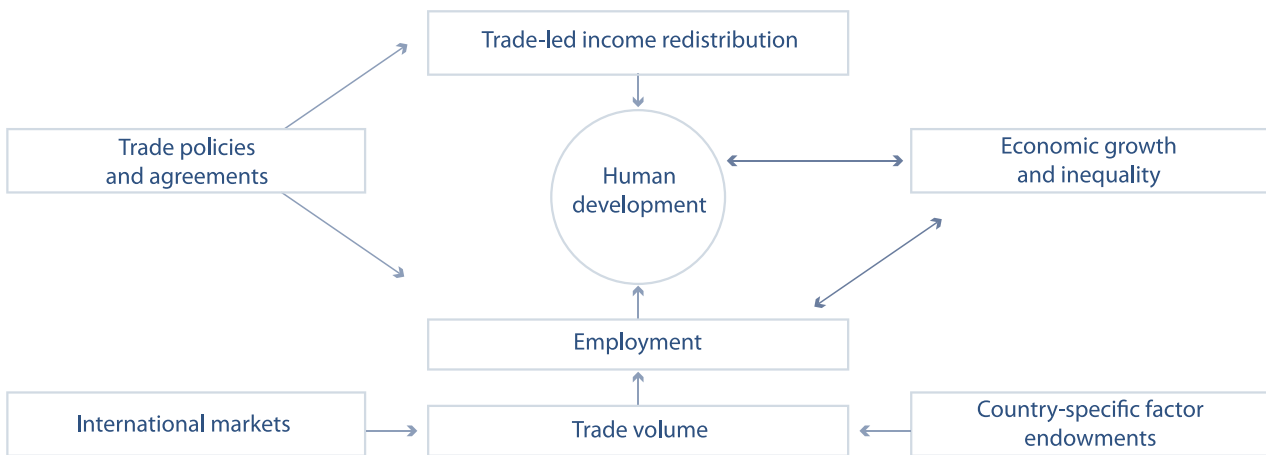 Trade-led income redistribution
Trade policies
and agreements
Human
development
Economic growth
and inequality
Employment
International markets
Trade volume
Country-specific factor
endowments